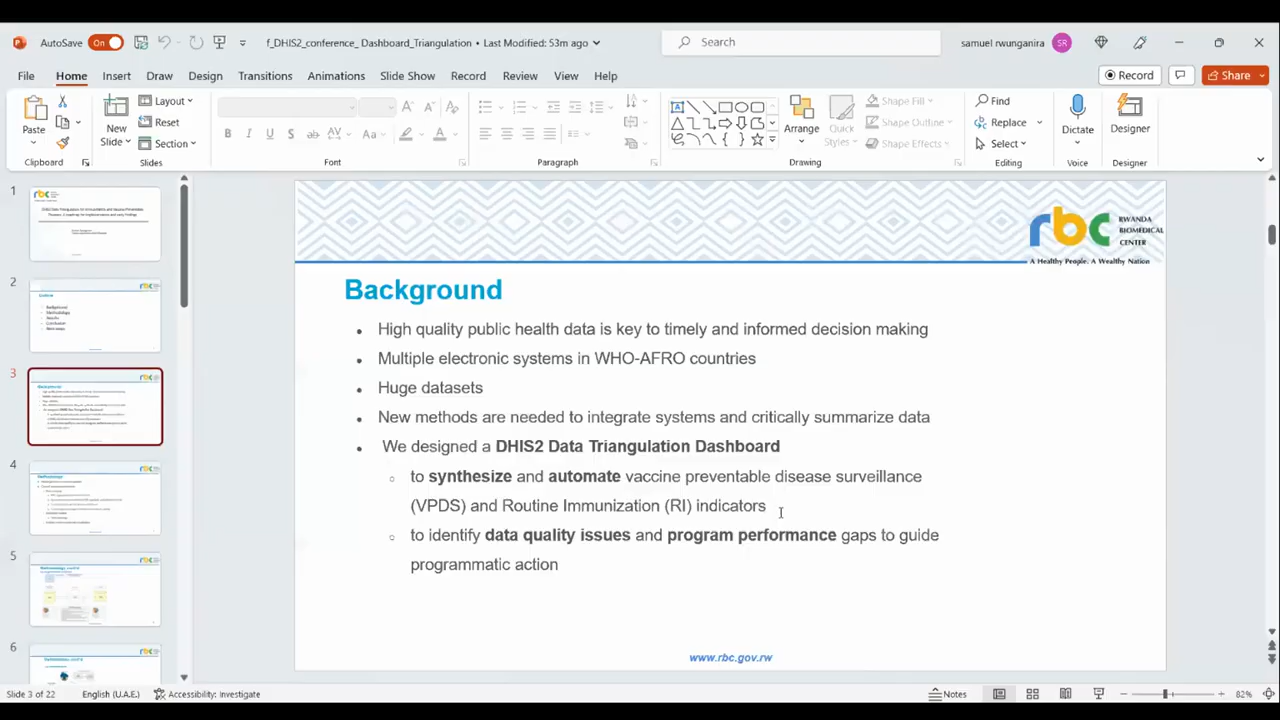 AutoSave On f_DHIS2_conference_ Dashboard_Triangulation • Last Modified: 53m ago Search samuel rwunganira SR
File Home Insert Draw Design Transitions Animations Slide Show Record Review View Help Record Share
Paste New Slide Layout Reset Section Arrange Quick Styles Shape Fill Shape Outline Shape Effects Find Replace Select Dictate Designer
Clipboard Slides Font Paragraph Drawing Editing Voice Designer
1
2
3
4
5
6
rbc RWANDA
BIOMEDICAL
CENTER
A Healthy People, A Wealthy Nation
Background
• High quality public health data is key to timely and informed decision making
• Multiple electronic systems in WHO-AFRO countries
• Huge datasets
• New methods are needed to integrate systems and critically summarize data
• We designed a DHIS2 Data Triangulation Dashboard
○ to synthesize and automate vaccine preventable disease surveillance
(VPDS) and Routine Immunization (RI) indicators
○ to identify data quality issues and program performance gaps to guide
programmatic action
www.rbc.gov.rw
Slide 3 of 22 English (U.A.E.) Accessibility: Investigate Notes 82%